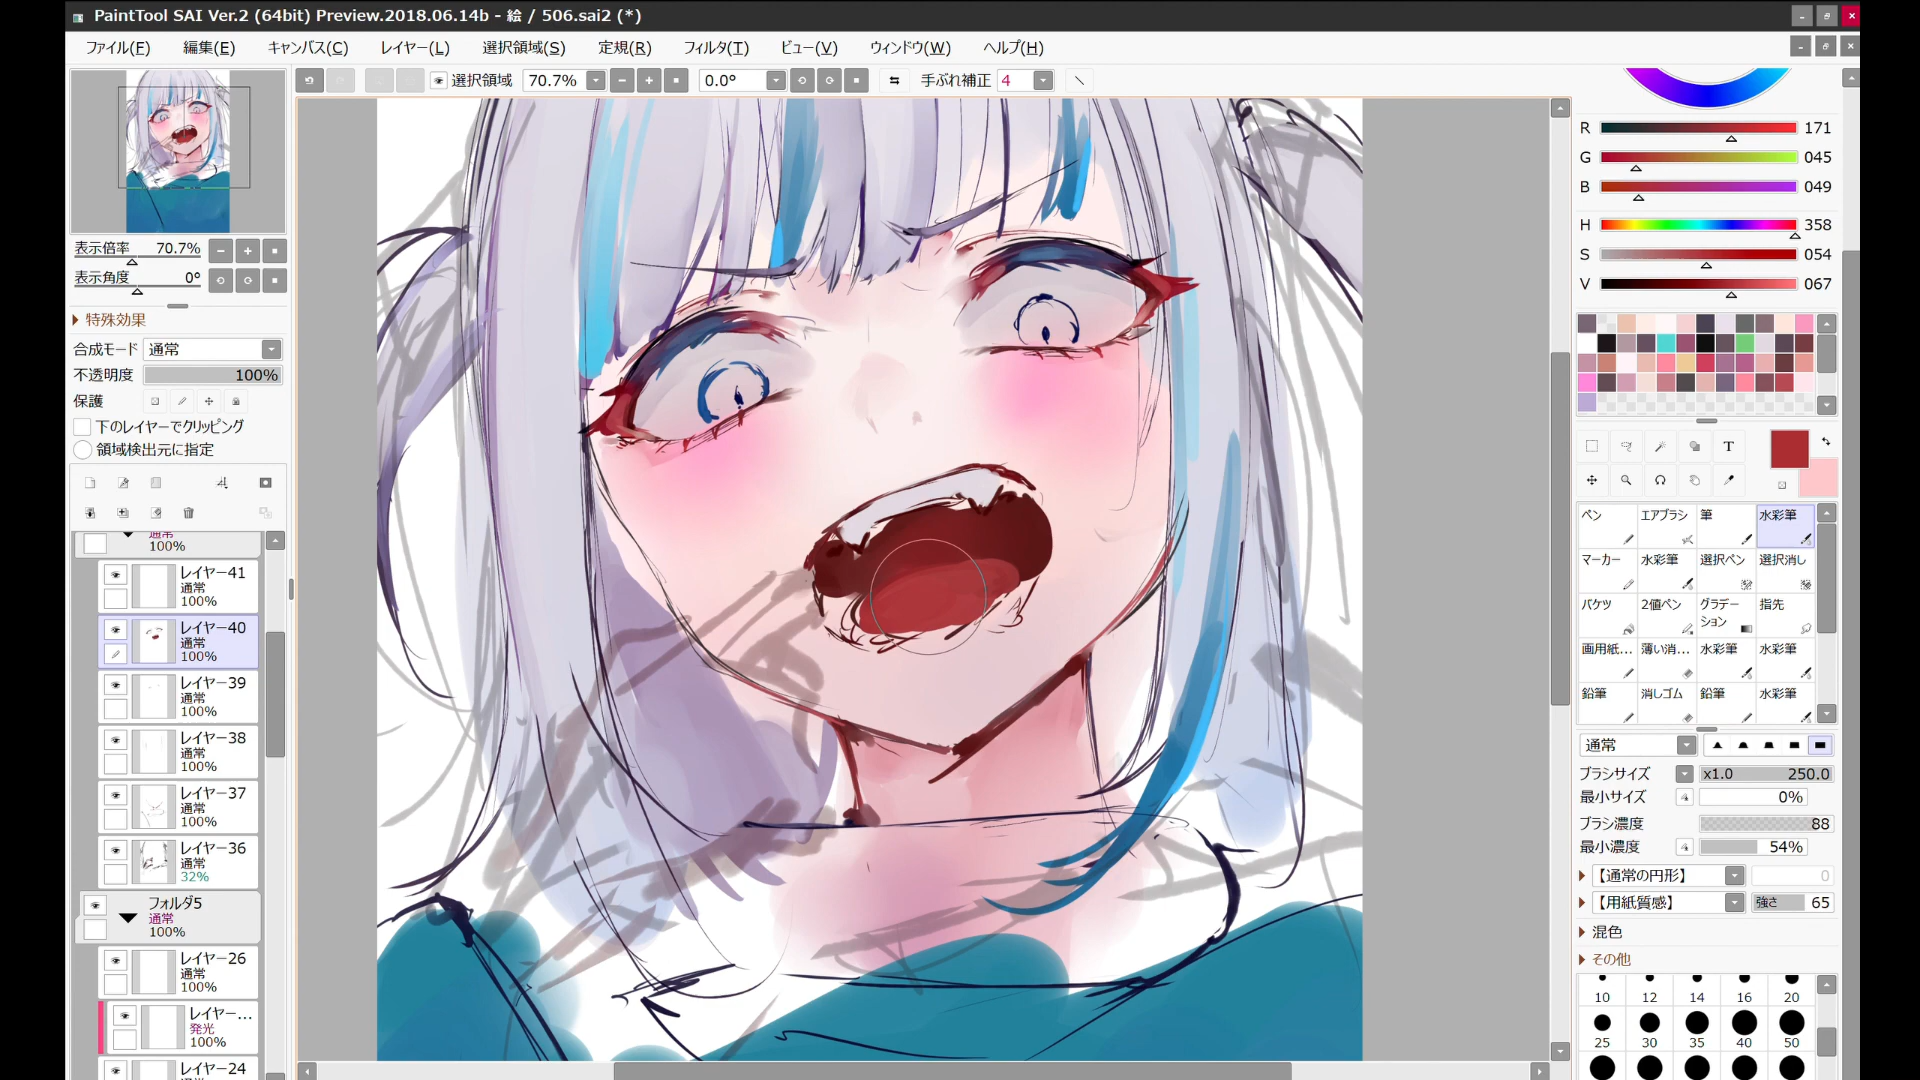 PaintTool SAI Ver.2 (64bit) Preview.2018.06.14b - 絵 / 506.sai2 (*)
ファイル(F) 編集(E) キャンバス(C) レイヤー(L) 選択領域(S) 定規(R) フィルタ(T) ビュー(V) ウィンドウ(W) ヘルプ(H)
選択領域 70.7% 0.0° 手ぶれ補正 4
表示倍率 70.7%
表示角度 0°
特殊効果
合成モード 通常
不透明度 100%
保護
下のレイヤーでクリッピング
領域検出元に指定
通常
100%
レイヤー41
通常
100%
レイヤー40
通常
100%
レイヤー39
通常
100%
レイヤー38
通常
100%
レイヤー37
通常
100%
レイヤー36
通常
32%
フォルダ5
通常
100%
レイヤー26
通常
100%
レイヤー...
発光
100%
レイヤー24
R 171
G 045
B 049
H 358
S 054
V 067
T
ペン エアブラシ 筆 水彩筆
マーカー 水彩筆 選択ペン 選択消し
バケツ 2値ペン グラデーション 指先
画用紙... 薄い消... 水彩筆 水彩筆
鉛筆 消しゴム 鉛筆 水彩筆
通常
ブラシサイズ x1.0 250.0
最小サイズ 0%
ブラシ濃度 88
最小濃度 54%
【通常の円形】 0
【用紙質感】 強さ 65
混色
その他
10 12 14 16 20
25 30 35 40 50